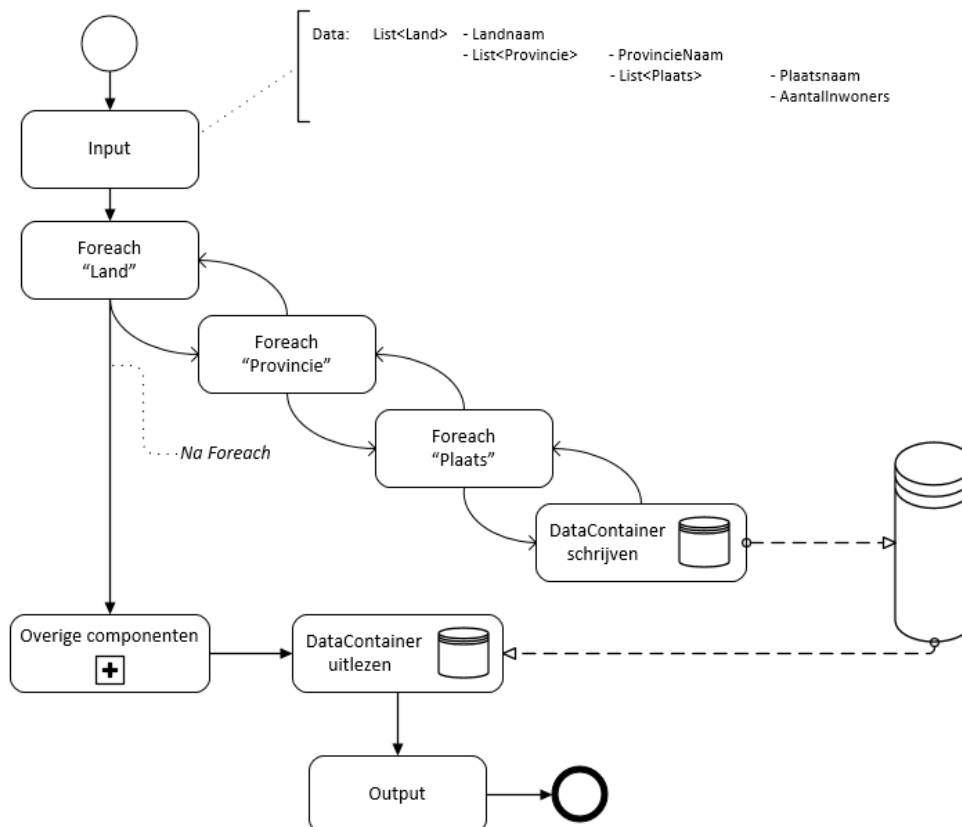 Data: List<Land> - Landnaam
- List<Provincie> - ProvincieNaam
- List<Plaats> - Plaatsnaam
- AantalInwoners
Input
Foreach
“Land”
Foreach
“Provincie”
Foreach
“Plaats”
Na Foreach
DataContainer
schrijven
Overige componenten
DataContainer
uitlezen
Output